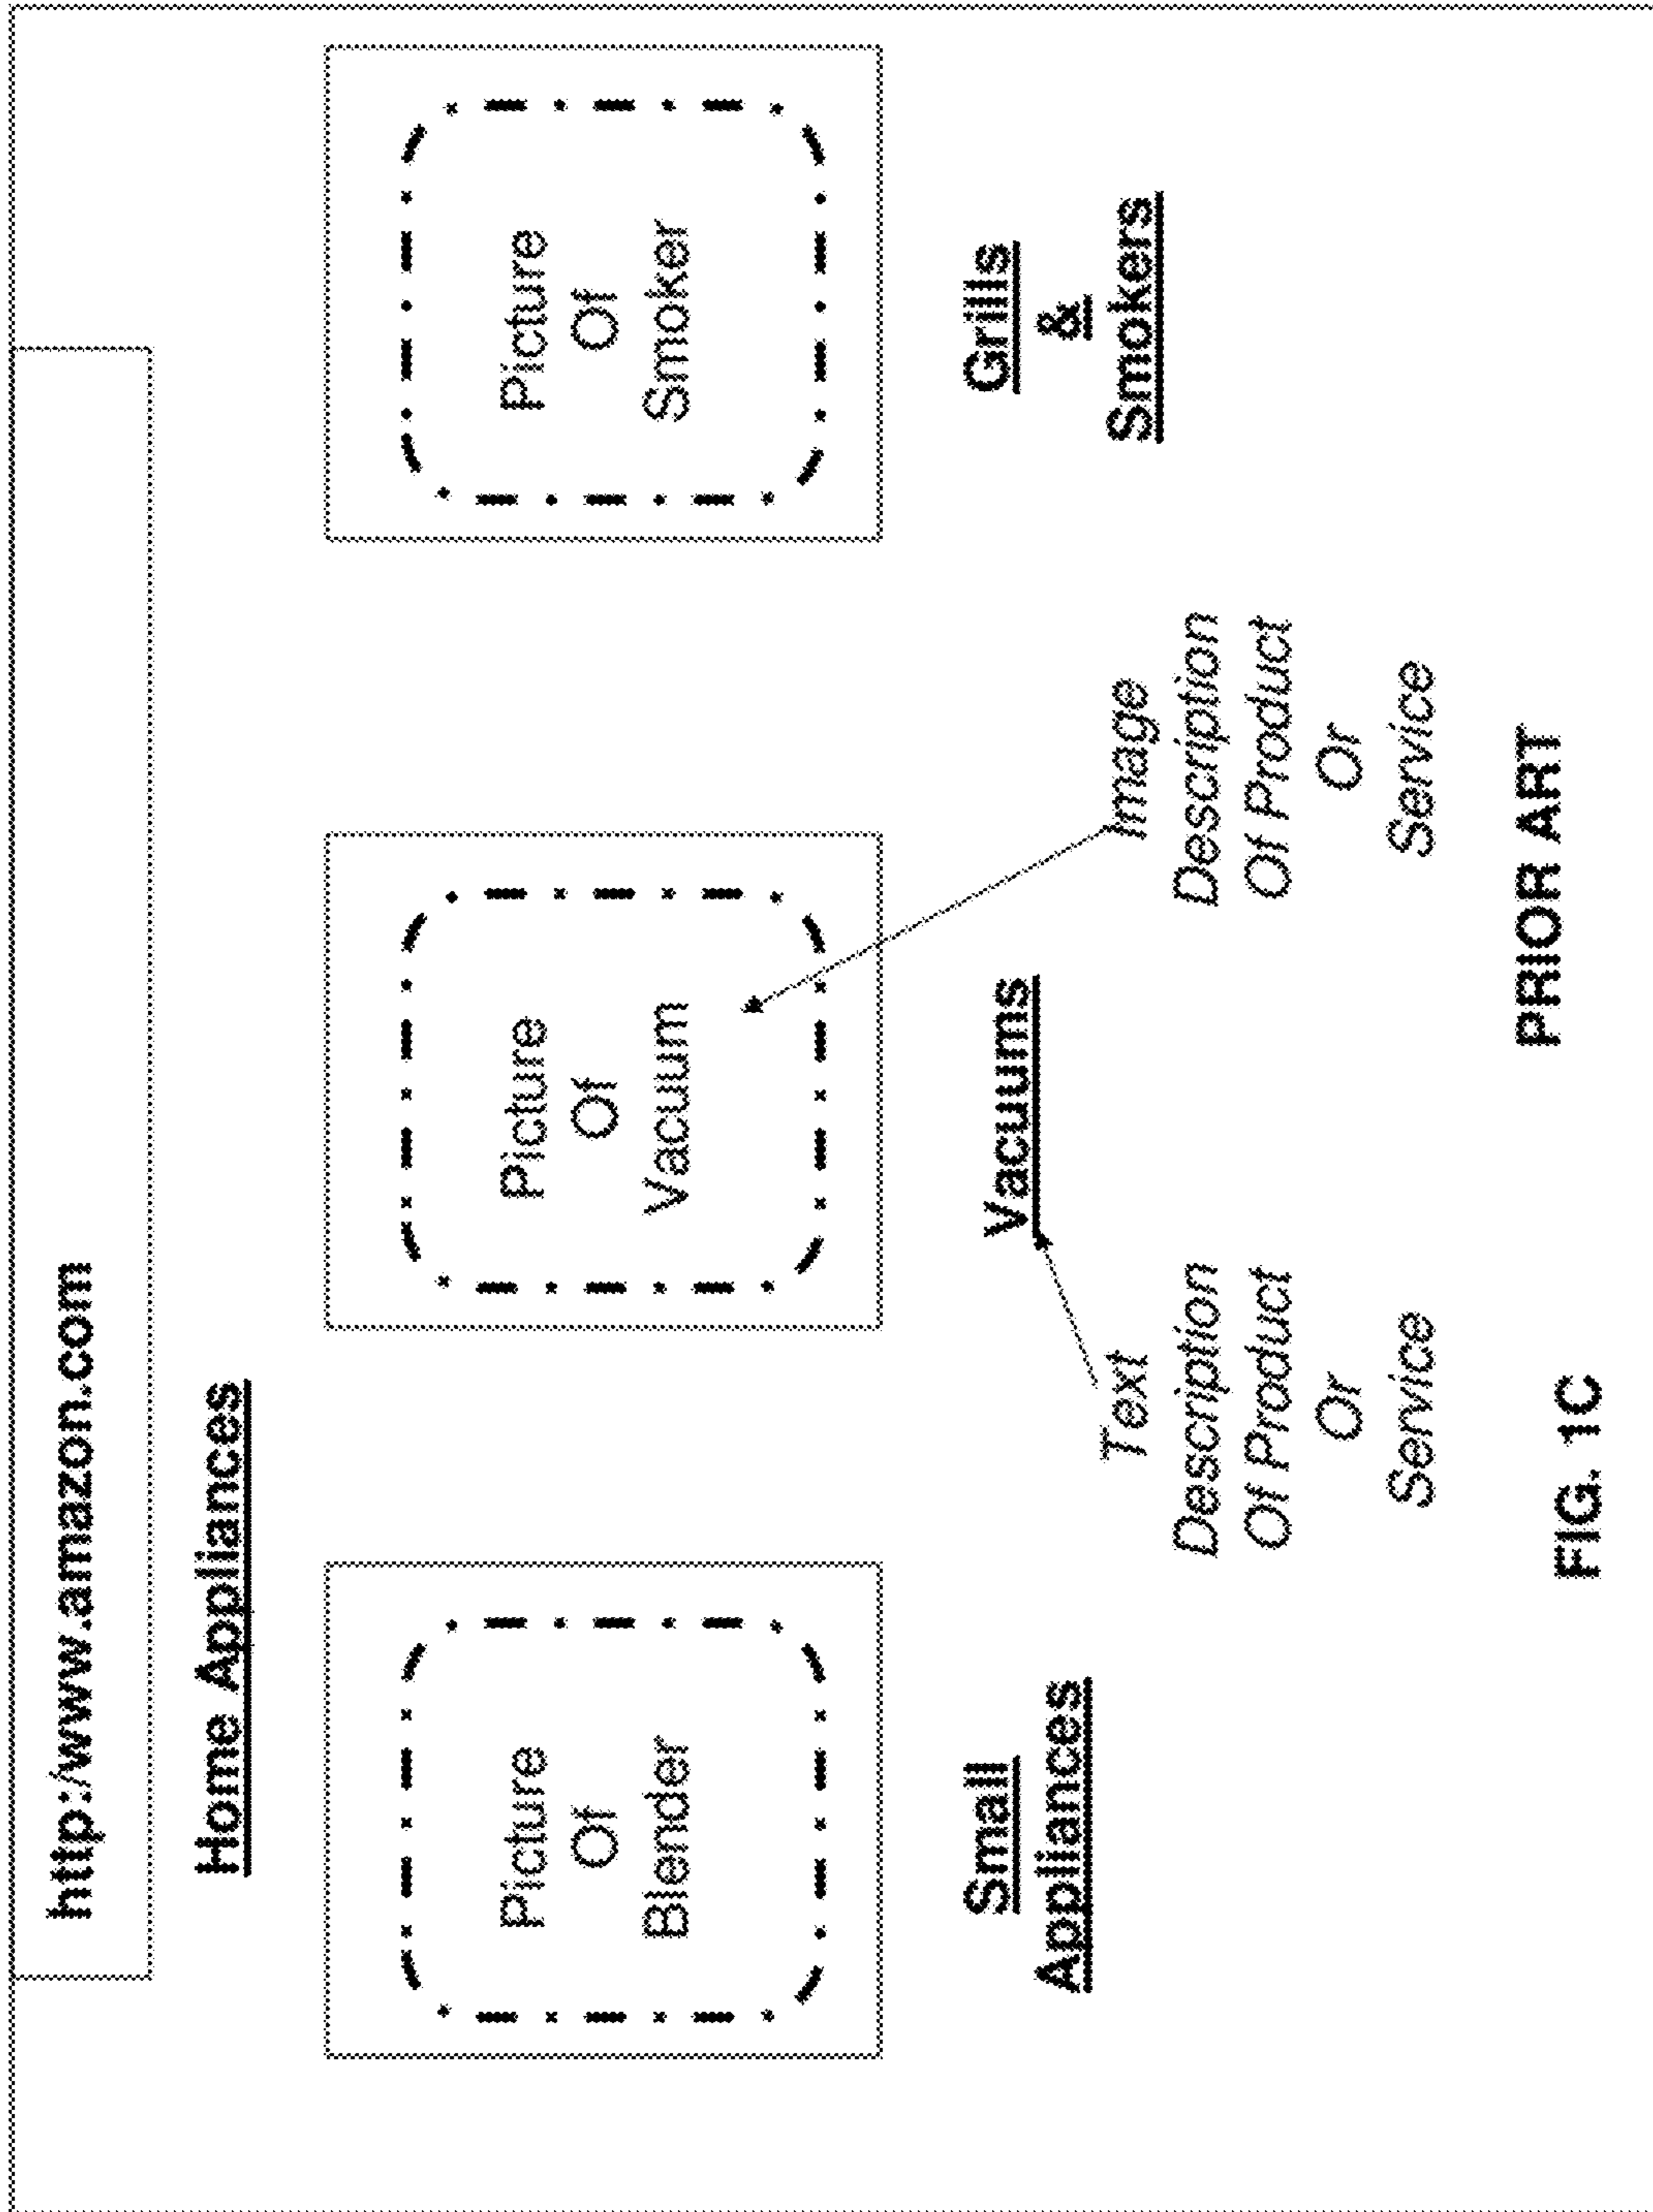 http:/www.amazon.com
Home Appliances
Picture
Of
Blender
Picture
Of
Vacuum
Picture
Of
Smoker
Small
Appliances
Vacuums
Grills
&
Smokers
Text
Description
Of Product
Or
Service
Image
Description
Of Product
Or
Service
FIG. 1C
PRIOR ART